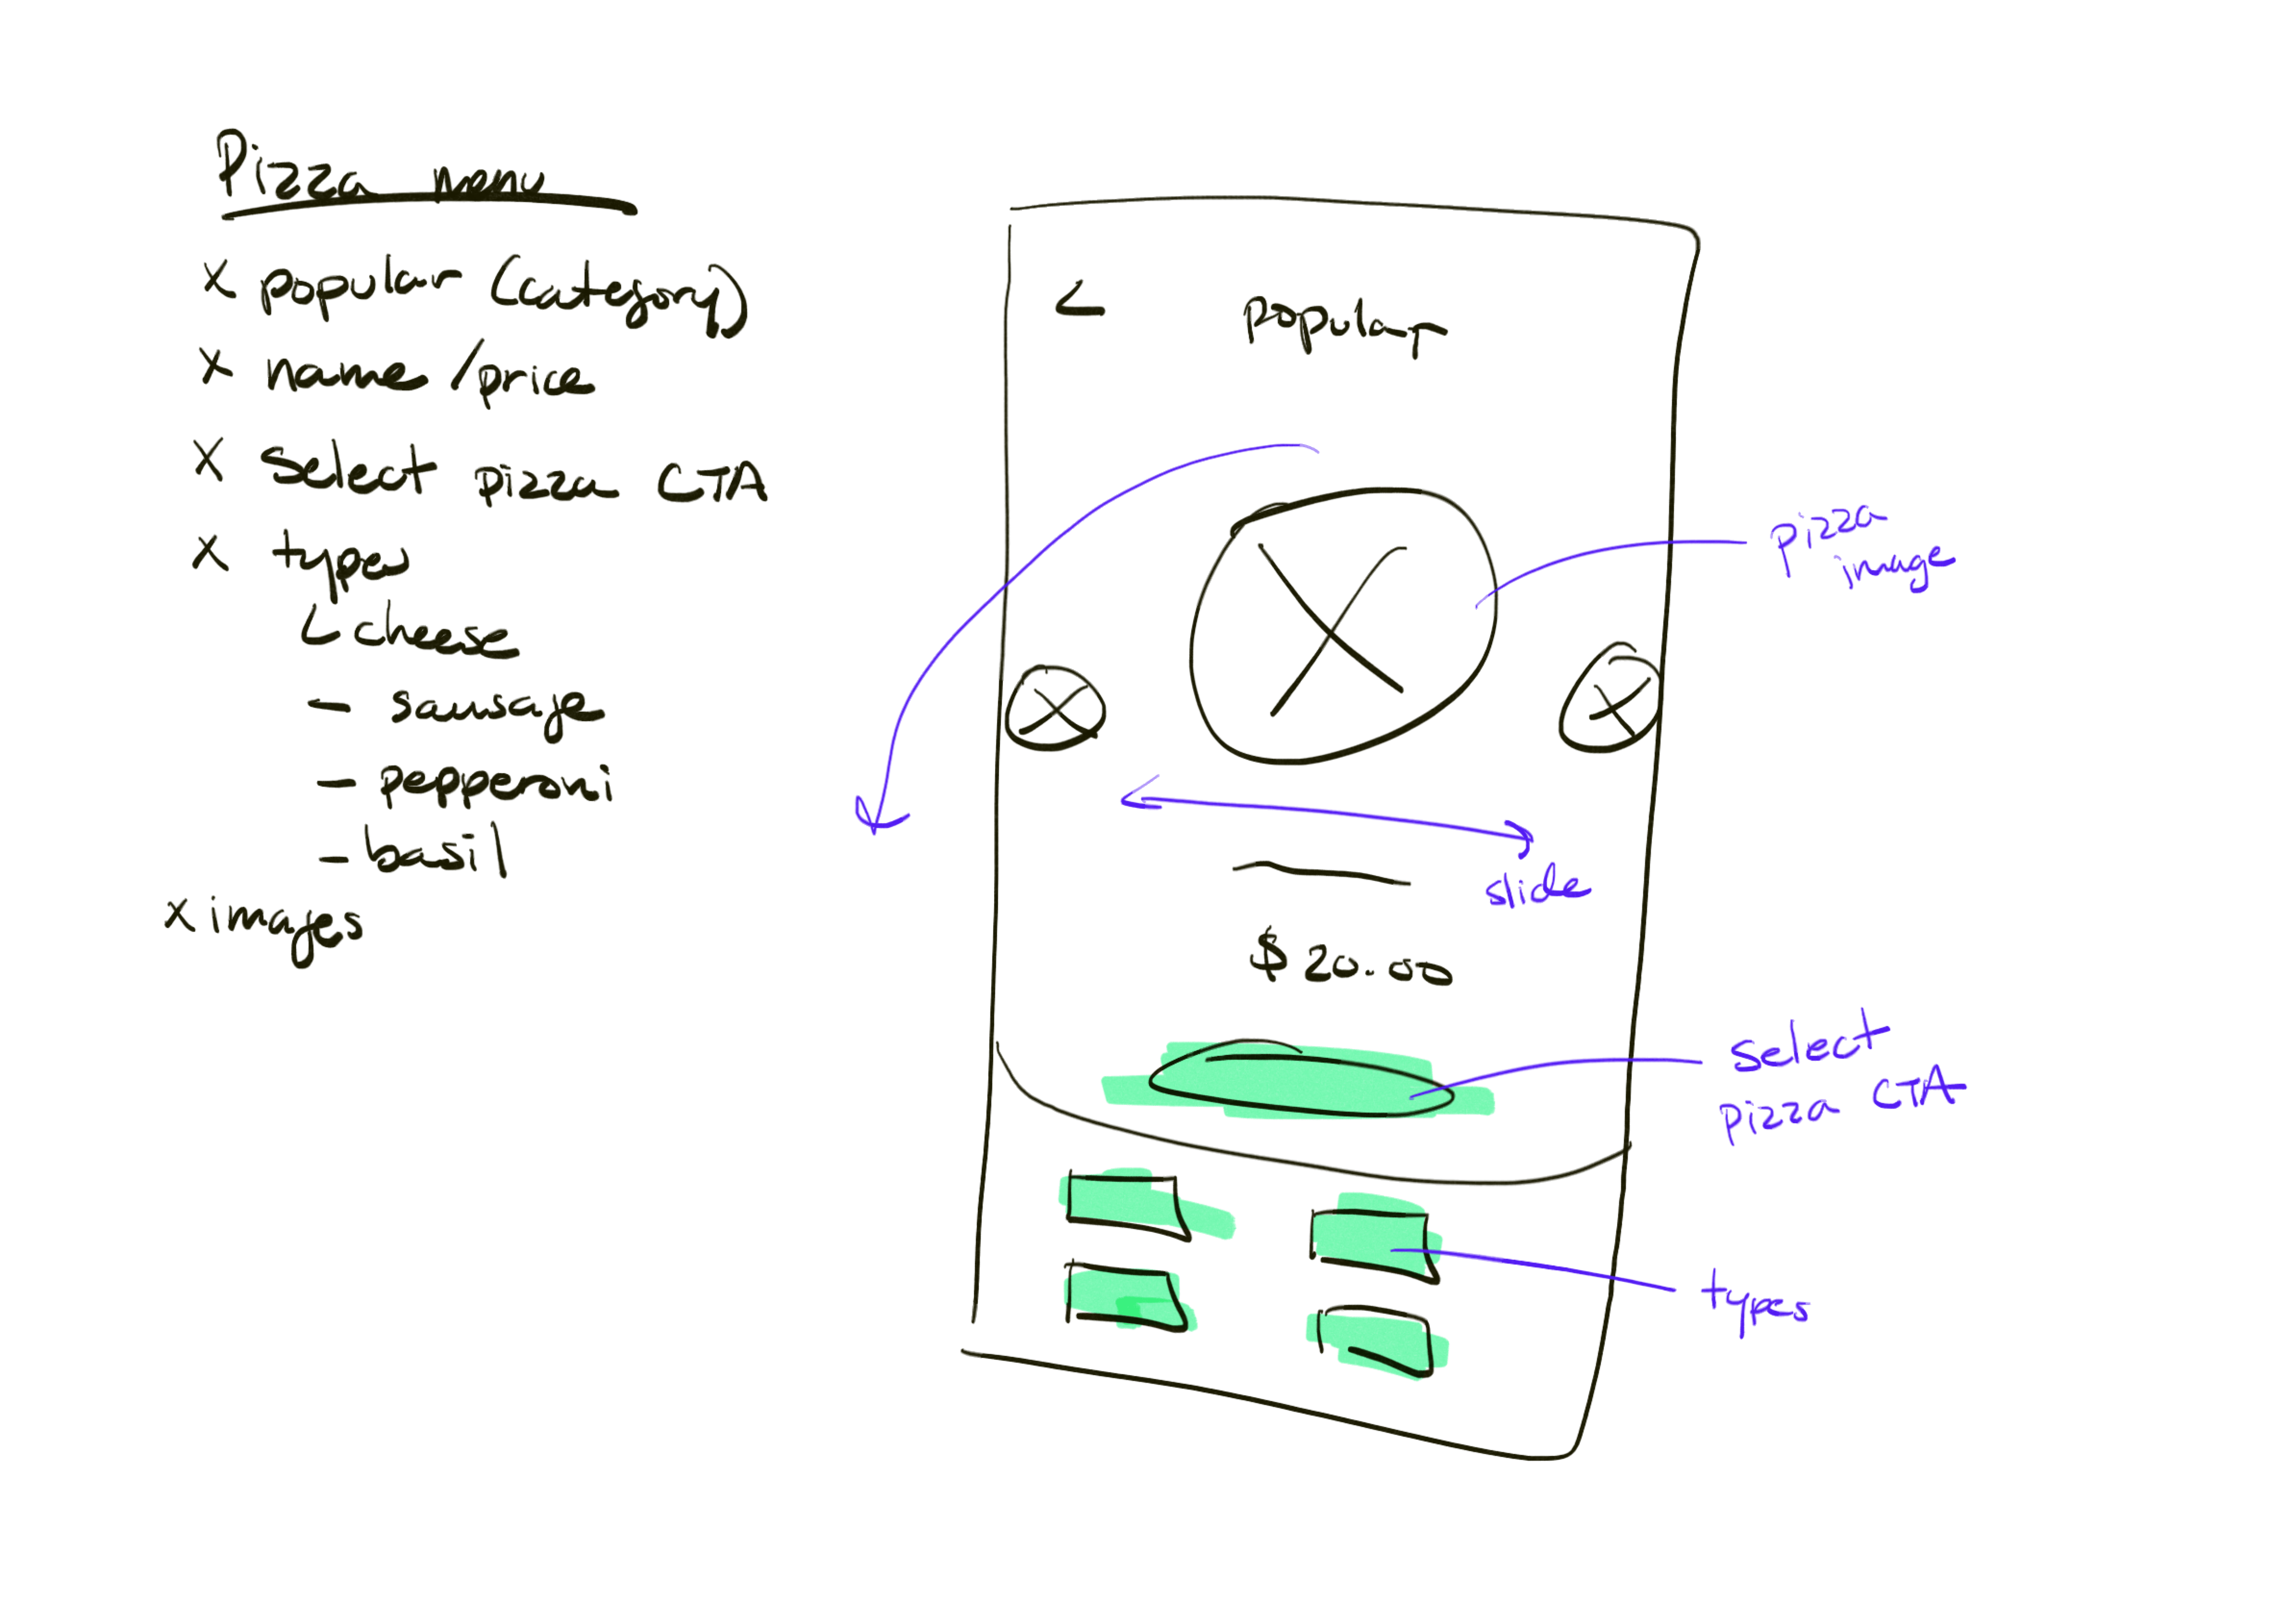 Pizza menu
x popular (category)
x name/price
x select pizza CTA
x types
cheese
- sausage
- pepperoni
- basil
x images
popular
$20.00
pizza
image
slide
select
pizza CTA
types